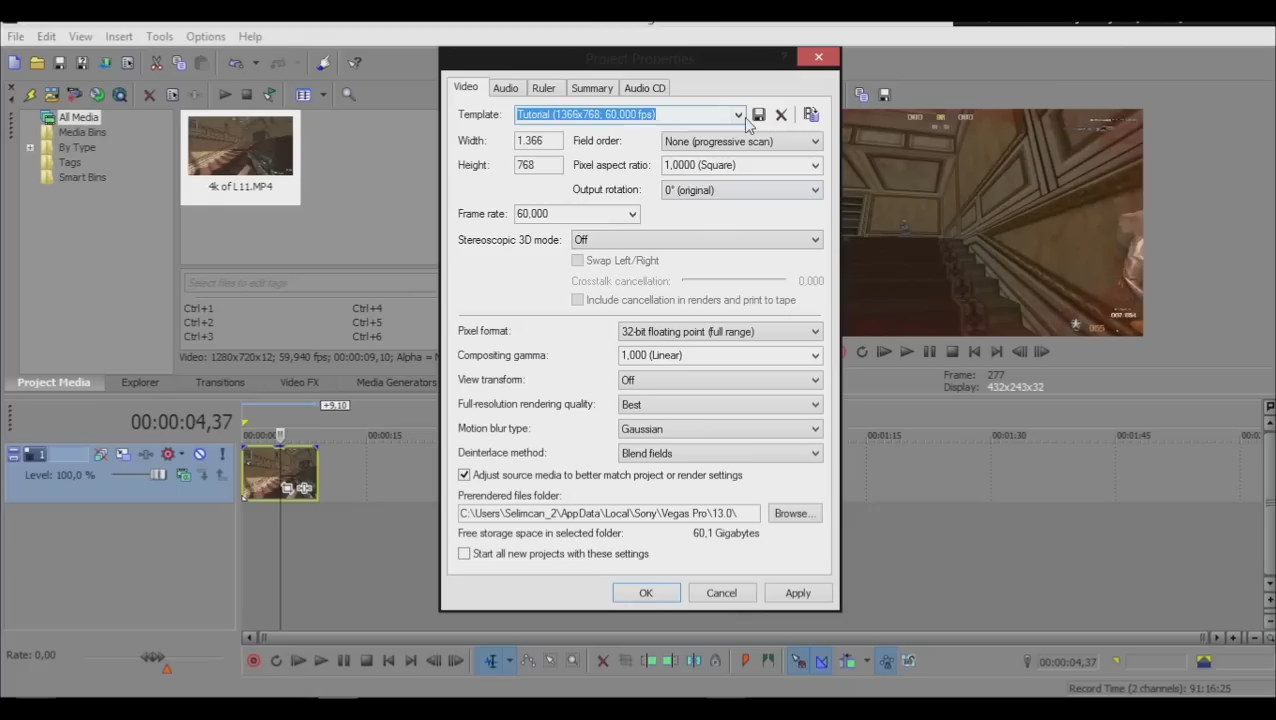 File Edit View Insert Tools Options Help
Project Properties
Video Audio Ruler Summary Audio CD
Template: Tutorial (1366x768; 60,000 fps)
Width: 1.366 Field order: None (progressive scan)
Height: 768 Pixel aspect ratio: 1,0000 (Square)
Output rotation: 0° (original)
Frame rate: 60,000
Stereoscopic 3D mode: Off
Swap Left/Right
Crosstalk cancellation: 0,000
Include cancellation in renders and print to tape
Pixel format: 32-bit floating point (full range)
Compositing gamma: 1,000 (Linear)
View transform: Off
Full-resolution rendering quality: Best
Motion blur type: Gaussian
Deinterlace method: Blend fields
Adjust source media to better match project or render settings
Prerendered files folder:
C:\Users\Selimcan_2\AppData\Local\Sony\Vegas Pro\13.0\ Browse...
Free storage space in selected folder: 60,1 Gigabytes
Start all new projects with these settings
OK Cancel Apply
All Media
Media Bins
By Type
Tags
Smart Bins
4k of L11.MP4
Select files to edit tags
Ctrl+1 Ctrl+4
Ctrl+2 Ctrl+5
Ctrl+3 Ctrl+6
Video: 1280x720x12; 59,940 fps; 00:00:09,10; Alpha =
Project Media Explorer Transitions Video FX Media Generators
Frame: 277
Display: 432x243x32
+9,10
00:00:04,37
00:00:15 00:01:15 00:01:30 00:01:45
1
Level: 100,0 %
Rate: 0,00
00:00:04,37
Record Time (2 channels): 91:16:25